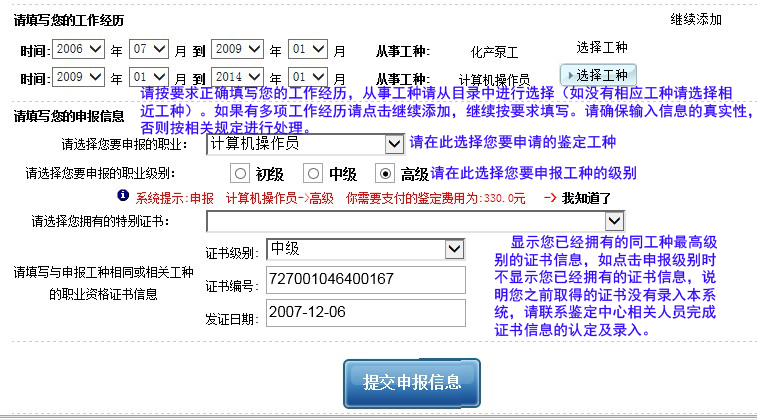 请填写您的工作经历
继续添加
时间: 2006 年 07 月 到 2009 年 01 月 从事工种: 化产泵工 选择工种
时间: 2009 年 01 月 到 2014 年 01 月 从事工种: 计算机操作员 选择工种
请按要求正确填写您的工作经历，从事工种请从目录中进行选择（如没有相应工种请选择相
近工种）。如果有多项工作经历请点击继续添加，继续按要求填写。请确保输入信息的真实性，
否则按相关规定进行处理。
请填写您的申报信息
请选择您要申报的职业: 计算机操作员 请在此选择您要申请的鉴定工种
请选择您要申报的职业级别: 初级 中级 高级 请在此选择您要申报工种的级别
系统提示:申报 计算机操作员->高级 你需要支付的鉴定费用为:330.0元 -> 我知道了
请选择您拥有的特别证书:
请填写与申报工种相同或相关工种
的职业资格证书信息
证书级别: 中级
证书编号: 727001046400167
发证日期: 2007-12-06
显示您已经拥有的同工种最高级
别的证书信息，如点击申报级别时
不显示您已经拥有的证书信息，说
明您之前取得的证书没有录入本系
统，请联系鉴定中心相关人员完成
证书信息的认定及录入。
提交申报信息